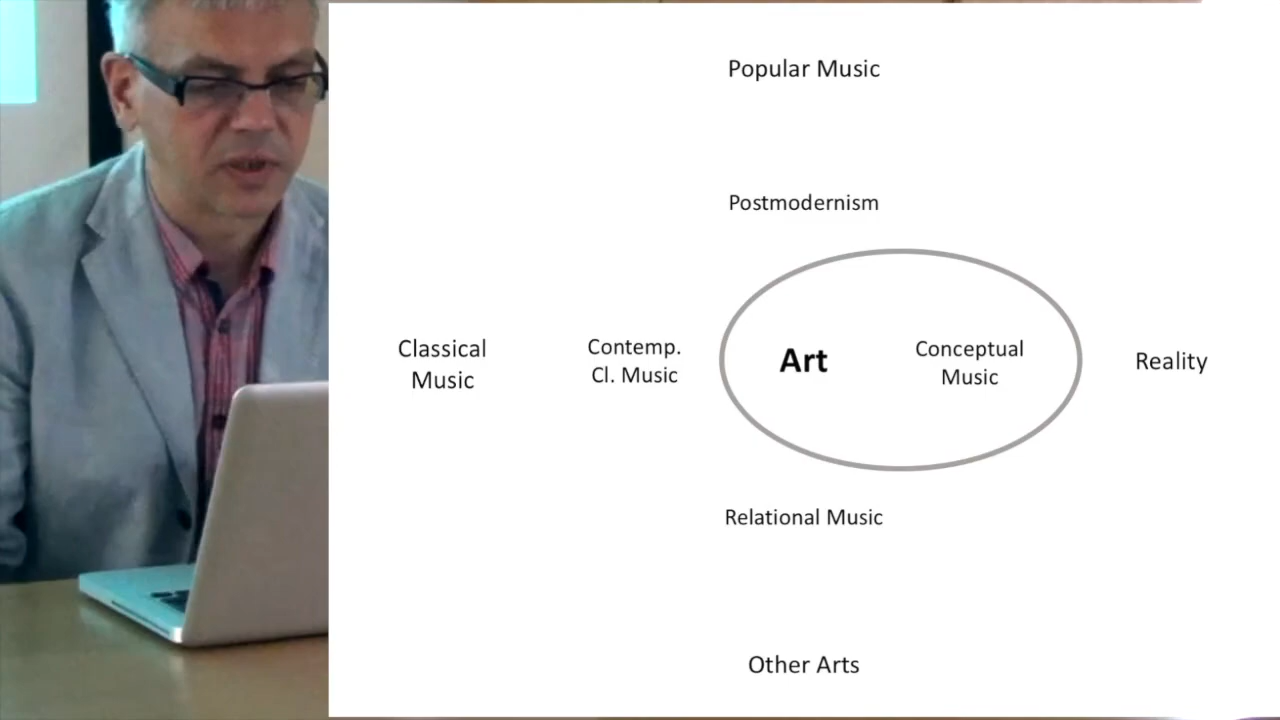 Popular Music
Postmodernism
Classical
Music
Contemp.
Cl. Music
Art
Conceptual
Music
Reality
Relational Music
Other Arts